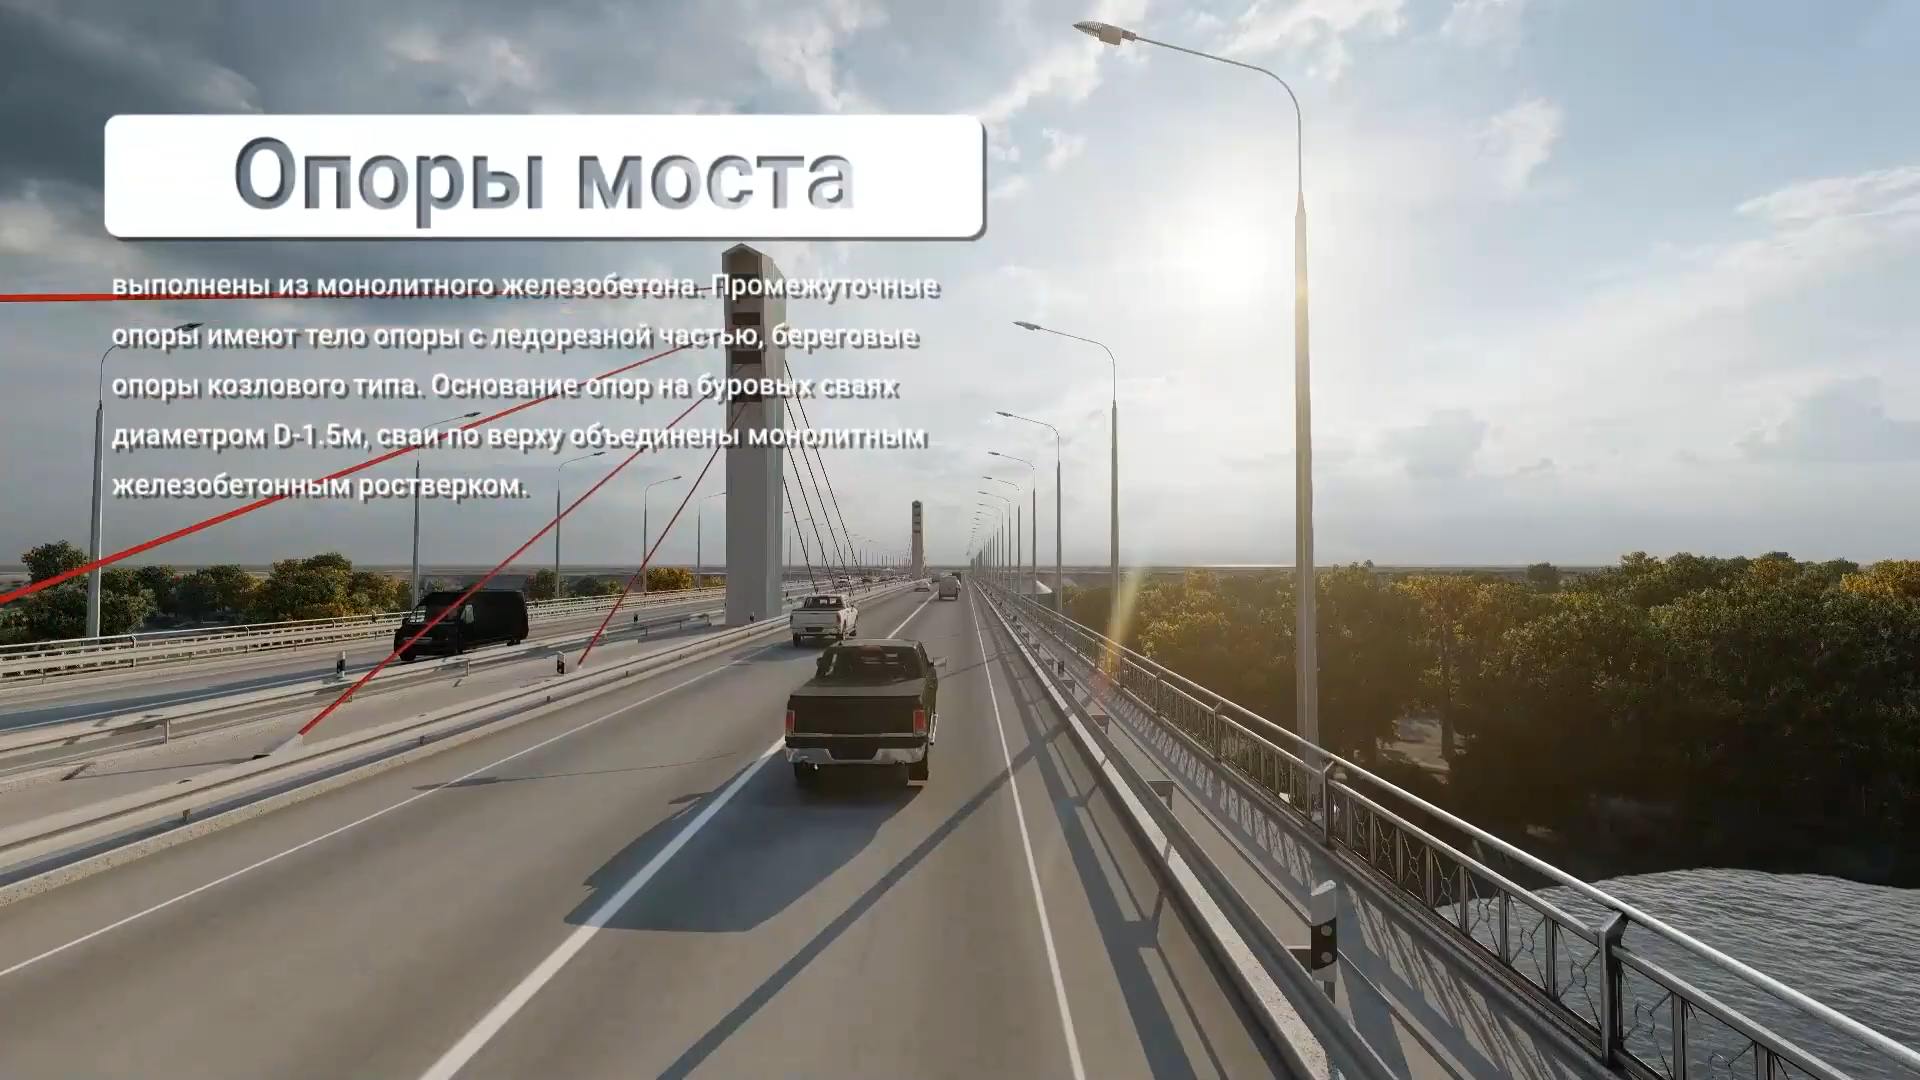 Опоры моста
выполнены из монолитного железобетона. Промежуточные
опоры имеют тело опоры с ледорезной частью, береговые
опоры козлового типа. Основание опор на буровых сваях
диаметром D-1.5м, сваи по верху объединены монолитным
железобетонным ростверком.